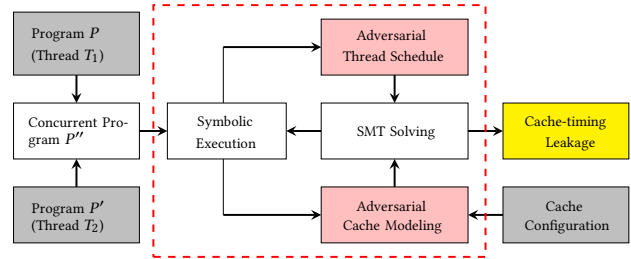 Program P
(Thread T₁)
Adversarial
Thread Schedule
Concurrent Pro-
gram P″
Symbolic
Execution
SMT Solving
Cache-timing
Leakage
Program P′
(Thread T₂)
Adversarial
Cache Modeling
Cache
Configuration